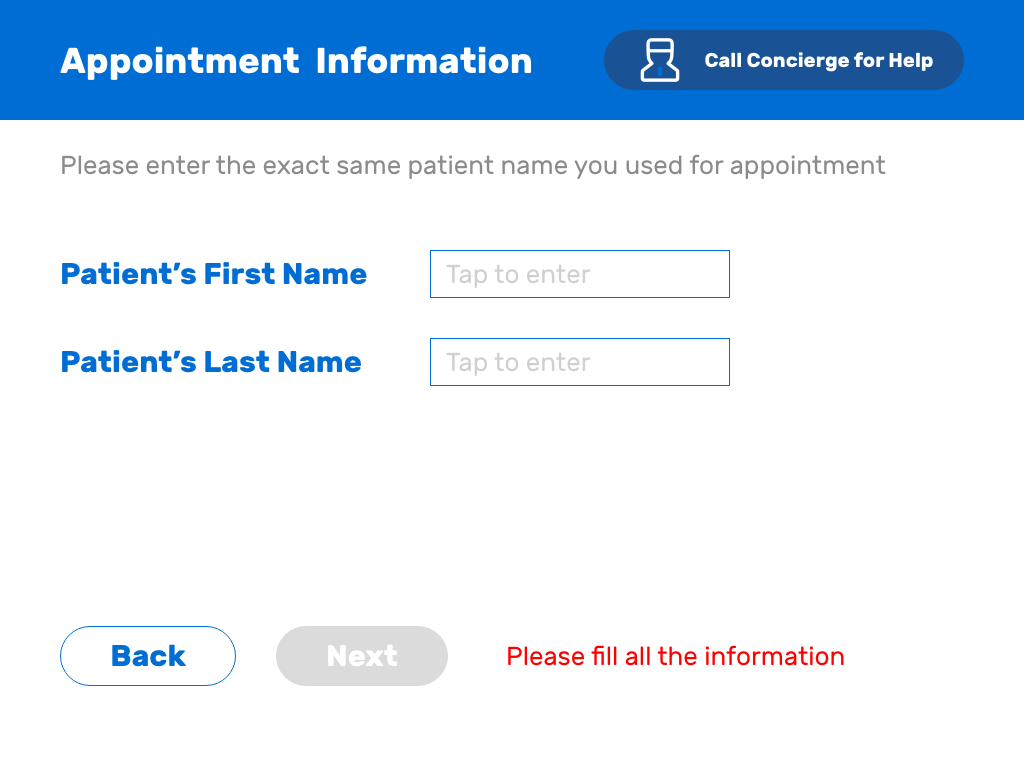 Appointment Information
Call Concierge for Help
Please enter the exact same patient name you used for appointment
Patient’s First Name
Tap to enter
Patient’s Last Name
Tap to enter
Back
Next
Please fill all the information